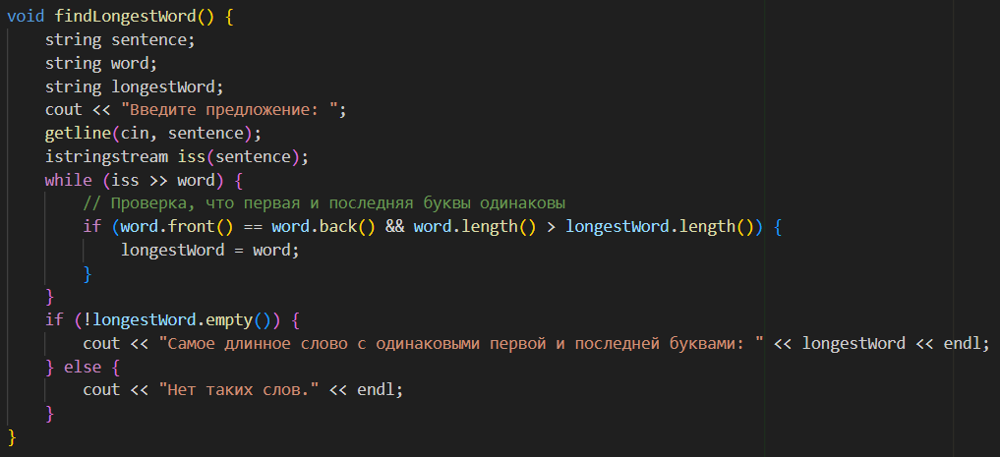 void findLongestWord() {
    string sentence;
    string word;
    string longestWord;
    cout << "Введите предложение: ";
    getline(cin, sentence);
    istringstream iss(sentence);
    while (iss >> word) {
        // Проверка, что первая и последняя буквы одинаковы
        if (word.front() == word.back() && word.length() > longestWord.length()) {
            longestWord = word;
        }
    }
    if (!longestWord.empty()) {
        cout << "Самое длинное слово с одинаковыми первой и последней буквами: " << longestWord << endl;
    } else {
        cout << "Нет таких слов." << endl;
    }
}